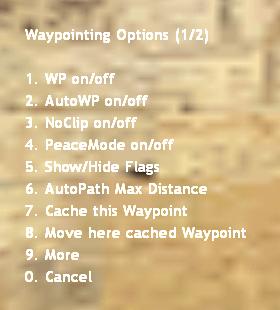 Waypointing Options (1/2)
1. WP on/off
2. AutoWP on/off
3. NoClip on/off
4. PeaceMode on/off
5. Show/Hide Flags
6. AutoPath Max Distance
7. Cache this Waypoint
8. Move here cached Waypoint
9. More
0. Cancel